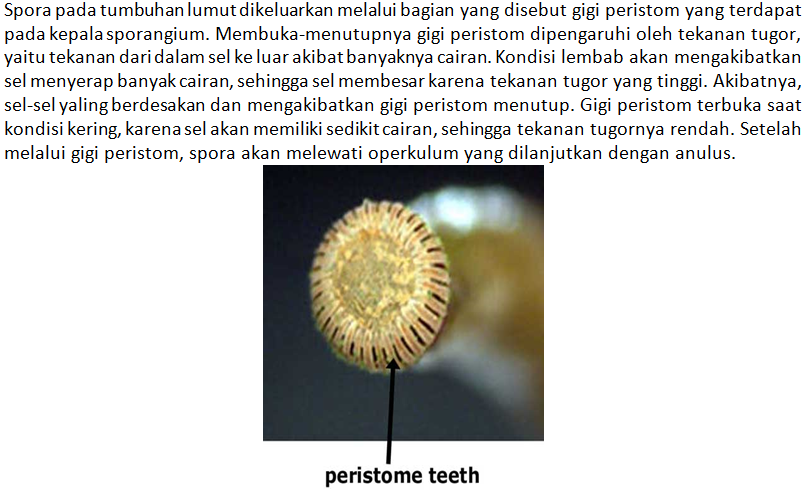 Spora pada tumbuhan lumut dikeluarkan melalui bagian yang disebut gigi peristom yang terdapat
pada kepala sporangium. Membuka-menutupnya gigi peristom dipengaruhi oleh tekanan tugor,
yaitu tekanan dari dalam sel ke luar akibat banyaknya cairan. Kondisi lembab akan mengakibatkan
sel menyerap banyak cairan, sehingga sel membesar karena tekanan tugor yang tinggi. Akibatnya,
sel-sel yaling berdesakan dan mengakibatkan gigi peristom menutup. Gigi peristom terbuka saat
kondisi kering, karena sel akan memiliki sedikit cairan, sehingga tekanan tugornya rendah. Setelah
melalui gigi peristom, spora akan melewati operkulum yang dilanjutkan dengan anulus.
peristome teeth